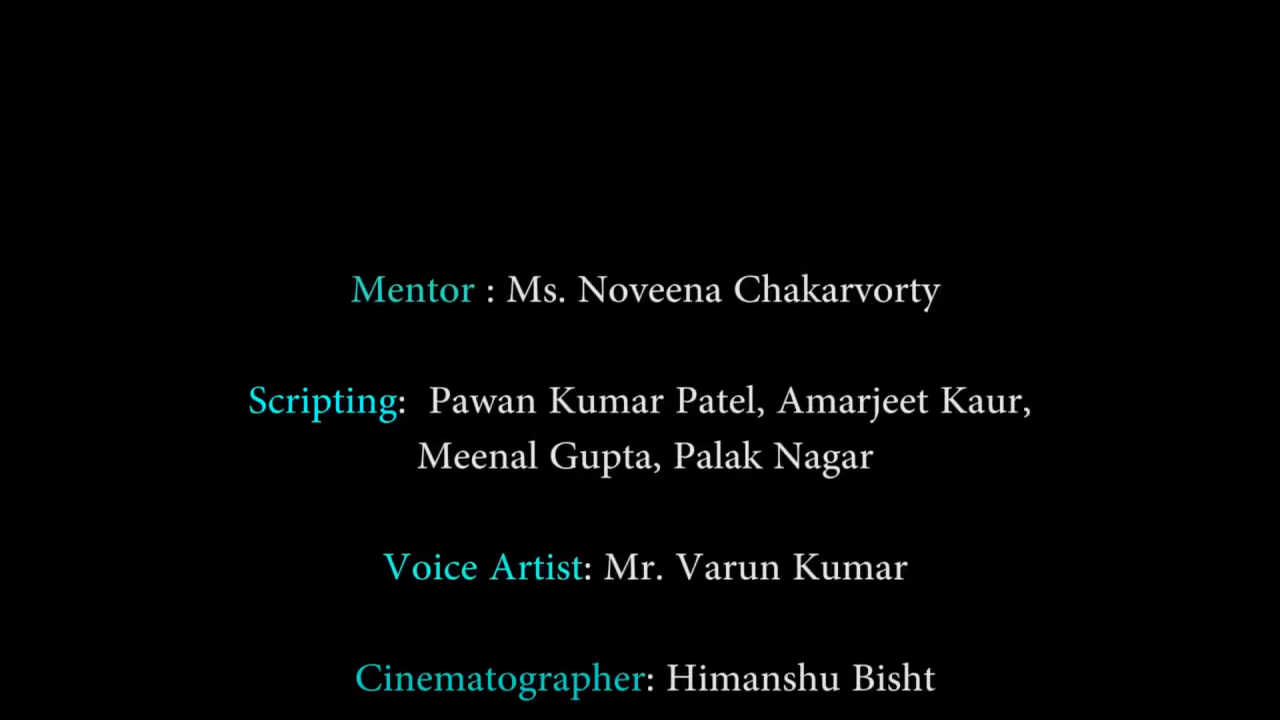 Mentor : Ms. Noveena Chakarvorty
Scripting:  Pawan Kumar Patel, Amarjeet Kaur,
Meenal Gupta, Palak Nagar
Voice Artist: Mr. Varun Kumar
Cinematographer: Himanshu Bisht